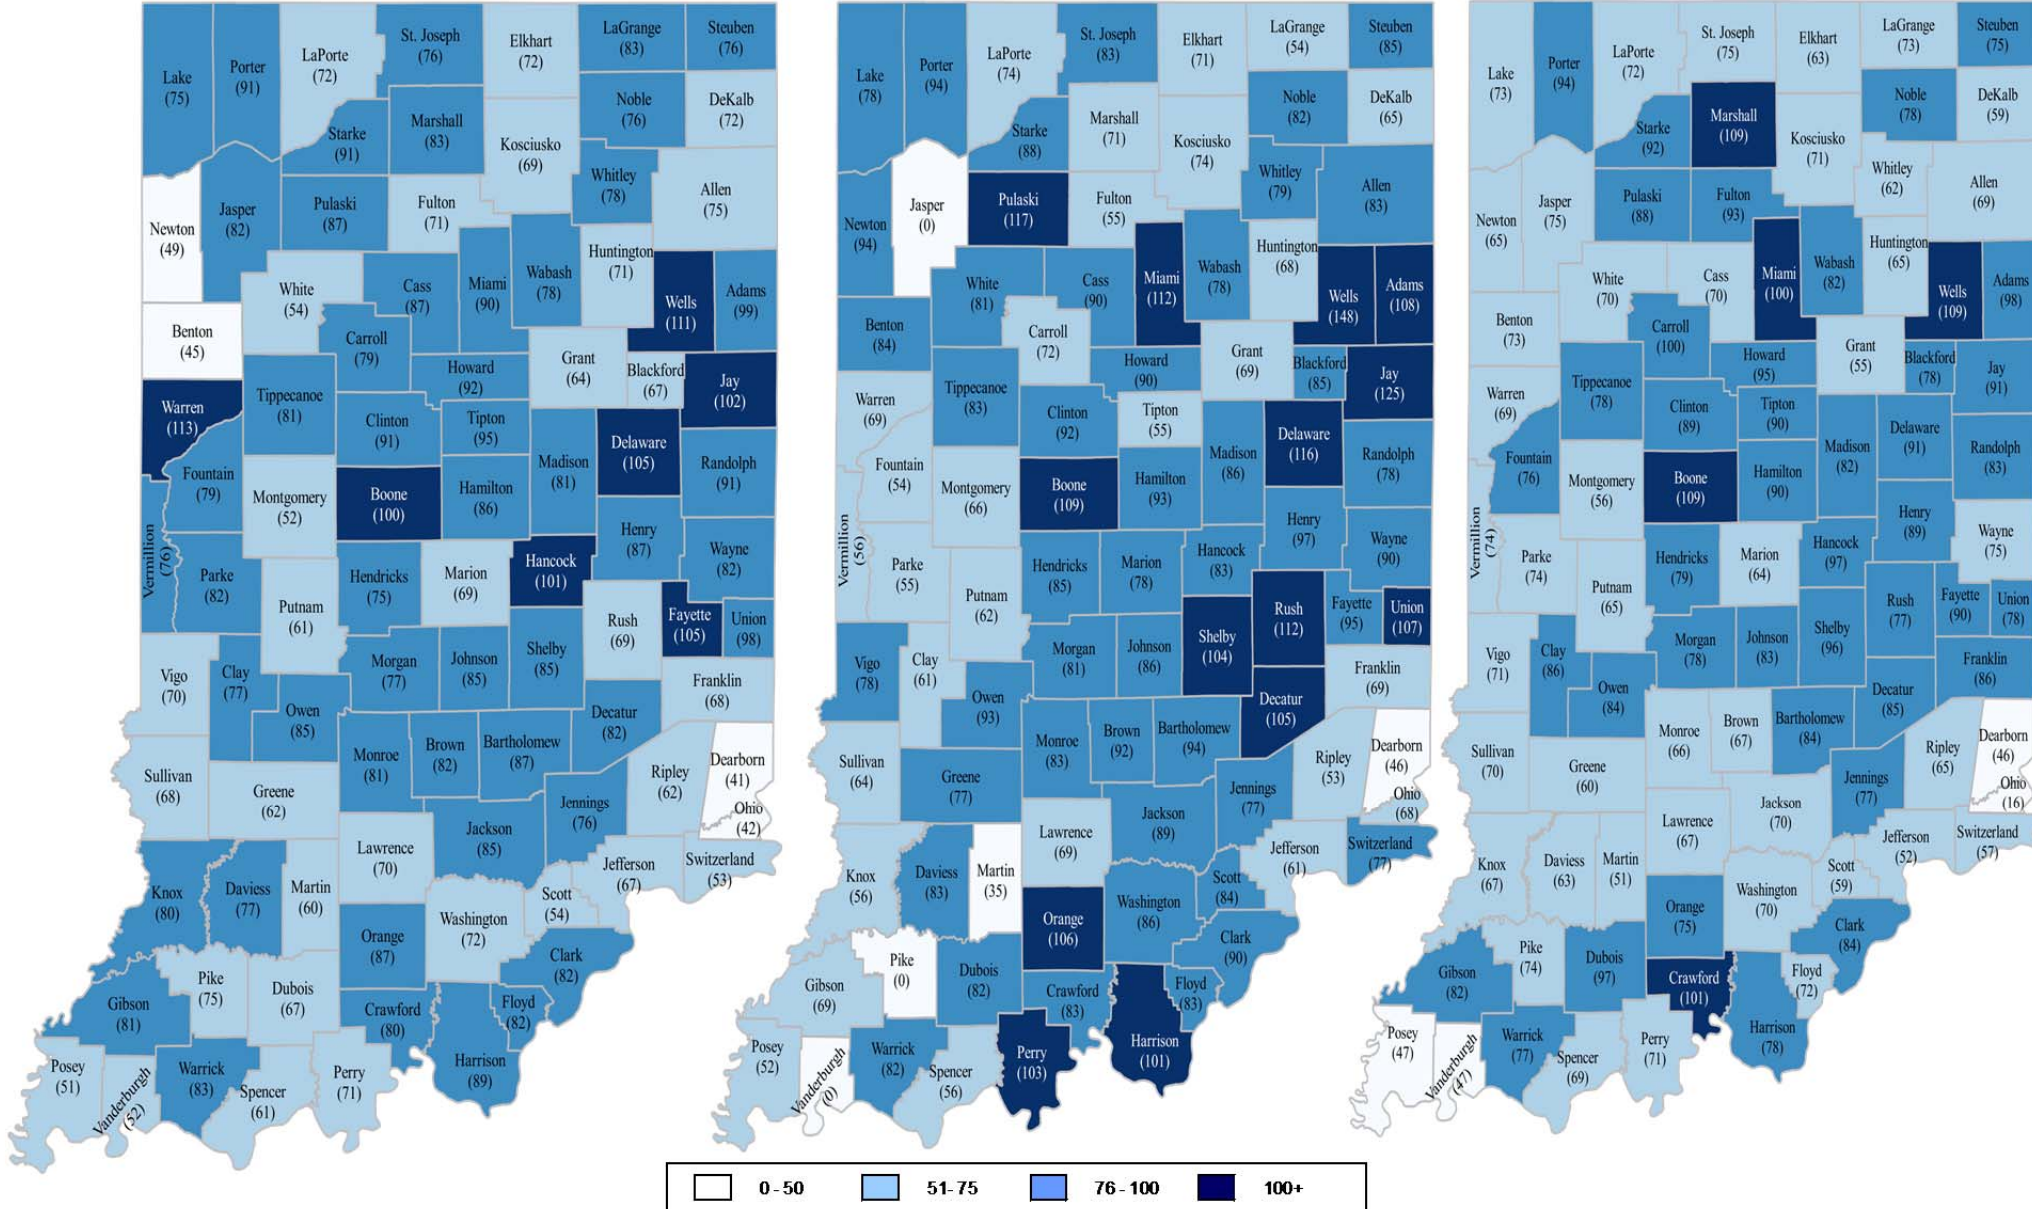 Lake
(75)
Porter
(91)
LaPorte
(72)
St. Joseph
(76)
Elkhart
(72)
LaGrange
(83)
Steuben
(76)
Noble
(76)
DeKalb
(72)
Starke
(91)
Marshall
(83)
Kosciusko
(69)
Whitley
(78)
Allen
(75)
Newton
(49)
Jasper
(82)
Pulaski
(87)
Fulton
(71)
Huntington
(71)
Wabash
(78)
Miami
(90)
Cass
(87)
White
(54)
Wells
(111)
Adams
(99)
Benton
(45)
Carroll
(79)
Howard
(92)
Grant
(64)
Blackford
(67)
Jay
(102)
Warren
(113)
Tippecanoe
(81)
Clinton
(91)
Tipton
(95)
Madison
(81)
Delaware
(105)
Randolph
(91)
Fountain
(79)
Montgomery
(52)
Boone
(100)
Hamilton
(86)
Henry
(87)
Wayne
(82)
Vermillion
(76)
Parke
(82)
Putnam
(61)
Hendricks
(75)
Marion
(69)
Hancock
(101)
Rush
(69)
Fayette
(105)
Union
(98)
Vigo
(70)
Clay
(77)
Owen
(85)
Morgan
(77)
Johnson
(85)
Shelby
(85)
Franklin
(68)
Decatur
(82)
Sullivan
(68)
Greene
(62)
Monroe
(81)
Brown
(82)
Bartholomew
(87)
Jennings
(76)
Ripley
(62)
Dearborn
(41)
Ohio
(42)
Jackson
(85)
Lawrence
(70)
Jefferson
(67)
Switzerland
(53)
Knox
(80)
Daviess
(77)
Martin
(60)
Scott
(54)
Washington
(72)
Orange
(87)
Clark
(82)
Gibson
(81)
Pike
(75)
Dubois
(67)
Crawford
(80)
Floyd
(82)
Harrison
(89)
Posey
(51)
Vanderburgh
(52)
Warrick
(83)
Spencer
(61)
Perry
(71)
Lake
(78)
Porter
(94)
LaPorte
(74)
St. Joseph
(83)
Elkhart
(71)
LaGrange
(54)
Steuben
(85)
Noble
(82)
DeKalb
(65)
Starke
(88)
Marshall
(71)
Kosciusko
(74)
Whitley
(79)
Allen
(83)
Newton
(94)
Jasper
(0)
Pulaski
(117)
Fulton
(55)
Miami
(112)
Wabash
(78)
Huntington
(68)
Wells
(148)
Adams
(108)
White
(81)
Cass
(90)
Benton
(84)
Carroll
(72)
Howard
(90)
Grant
(69)
Blackford
(85)
Jay
(125)
Warren
(69)
Tippecanoe
(83)
Clinton
(92)
Tipton
(55)
Madison
(86)
Delaware
(116)
Randolph
(78)
Fountain
(54)
Montgomery
(66)
Boone
(109)
Hamilton
(93)
Henry
(97)
Wayne
(90)
Vermillion
(56)
Parke
(55)
Putnam
(62)
Hendricks
(85)
Marion
(78)
Hancock
(83)
Rush
(112)
Fayette
(95)
Union
(107)
Shelby
(104)
Vigo
(78)
Clay
(61)
Owen
(93)
Morgan
(81)
Johnson
(86)
Franklin
(69)
Decatur
(105)
Sullivan
(64)
Greene
(77)
Monroe
(83)
Brown
(92)
Bartholomew
(94)
Jennings
(77)
Ripley
(53)
Dearborn
(46)
Ohio
(68)
Jackson
(89)
Lawrence
(69)
Jefferson
(61)
Switzerland
(77)
Knox
(56)
Daviess
(83)
Martin
(35)
Scott
(84)
Washington
(86)
Orange
(106)
Clark
(90)
Gibson
(69)
Pike
(0)
Dubois
(82)
Crawford
(83)
Floyd
(83)
Harrison
(101)
Posey
(52)
Vanderburgh
(0)
Warrick
(82)
Spencer
(56)
Perry
(103)
Lake
(73)
Porter
(94)
LaPorte
(72)
St. Joseph
(75)
Elkhart
(63)
LaGrange
(73)
Steuben
(75)
Noble
(78)
DeKalb
(59)
Starke
(92)
Marshall
(109)
Kosciusko
(71)
Whitley
(62)
Allen
(69)
Newton
(65)
Jasper
(75)
Pulaski
(88)
Fulton
(93)
Miami
(100)
Wabash
(82)
Huntington
(65)
Wells
(109)
Adams
(98)
White
(70)
Cass
(70)
Benton
(73)
Carroll
(100)
Howard
(95)
Grant
(55)
Blackford
(78)
Jay
(91)
Warren
(69)
Tippecanoe
(78)
Clinton
(89)
Tipton
(90)
Madison
(82)
Delaware
(91)
Randolph
(83)
Fountain
(76)
Montgomery
(56)
Boone
(109)
Hamilton
(90)
Henry
(89)
Wayne
(75)
Vermillion
(74)
Parke
(74)
Putnam
(65)
Hendricks
(79)
Marion
(64)
Hancock
(97)
Rush
(77)
Fayette
(90)
Union
(78)
Vigo
(71)
Clay
(86)
Owen
(84)
Morgan
(78)
Johnson
(83)
Shelby
(96)
Franklin
(86)
Decatur
(85)
Sullivan
(70)
Greene
(60)
Monroe
(66)
Brown
(67)
Bartholomew
(84)
Jennings
(77)
Ripley
(65)
Dearborn
(46)
Ohio
(16)
Jackson
(70)
Lawrence
(67)
Jefferson
(52)
Switzerland
(57)
Knox
(67)
Daviess
(63)
Martin
(51)
Scott
(59)
Washington
(70)
Orange
(75)
Clark
(84)
Gibson
(82)
Pike
(74)
Dubois
(97)
Crawford
(101)
Floyd
(72)
Harrison
(78)
Posey
(47)
Vanderburgh
(47)
Warrick
(77)
Spencer
(69)
Perry
(71)
0 - 50
51- 75
76 - 100
100+